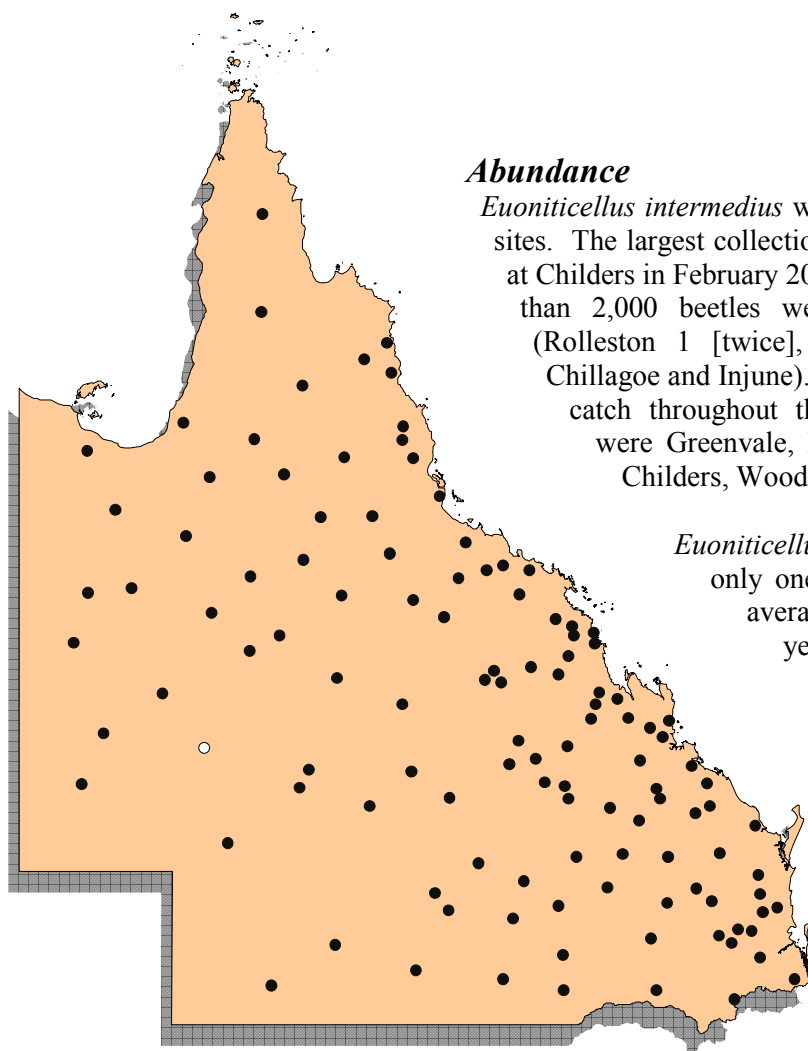 Abundance
Euoniticellus intermedius w
sites. The largest collectio
at Childers in February 20
than 2,000 beetles we
(Rolleston 1 [twice],
Chillagoe and Injune).
catch throughout th
were Greenvale,
Childers, Wood
Euoniticellu
only one
avera
ye